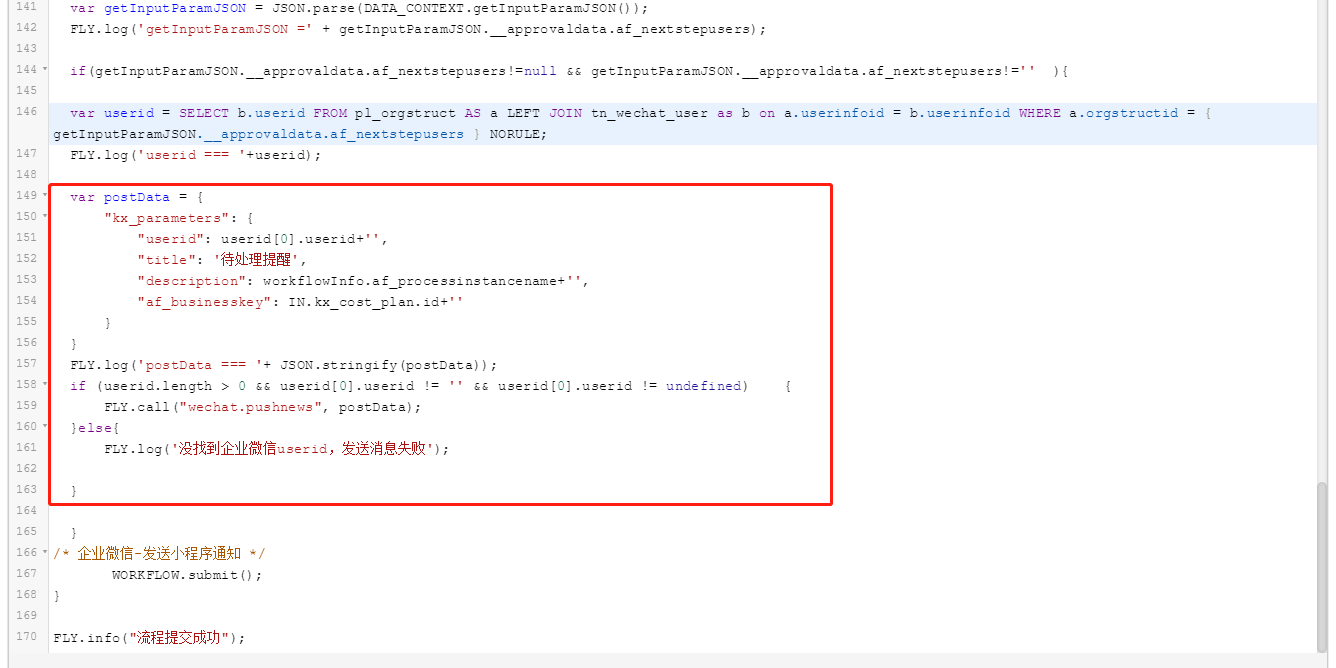 141 var getInputParamJSON = JSON.parse(DATA_CONTEXT.getInputParamJSON());
142 FLY.log('getInputParamJSON =' + getInputParamJSON.__approvaldata.af_nextstepusers);
143
144 if(getInputParamJSON.__approvaldata.af_nextstepusers!=null && getInputParamJSON.__approvaldata.af_nextstepusers!='' ){
145
146 var userid = SELECT b.userid FROM pl_orgstruct AS a LEFT JOIN tn_wechat_user as b on a.userinfoid = b.userinfoid WHERE a.orgstructid = {
getInputParamJSON.__approvaldata.af_nextstepusers } NORULE;
147 FLY.log('userid === '+userid);
148
149 var postData = {
150 "kx_parameters": {
151 "userid": userid[0].userid+'',
152 "title": '待处理提醒',
153 "description": workflowInfo.af_processinstancename+'',
154 "af_businesskey": IN.kx_cost_plan.id+''
155 }
156 }
157 FLY.log('postData === '+ JSON.stringify(postData));
158 if (userid.length > 0 && userid[0].userid != '' && userid[0].userid != undefined) {
159 FLY.call("wechat.pushnews", postData);
160 }else{
161 FLY.log('没找到企业微信userid，发送消息失败');
162
163 }
164
165 }
166 /* 企业微信-发送小程序通知 */
167 WORKFLOW.submit();
168 }
169
170 FLY.info("流程提交成功");